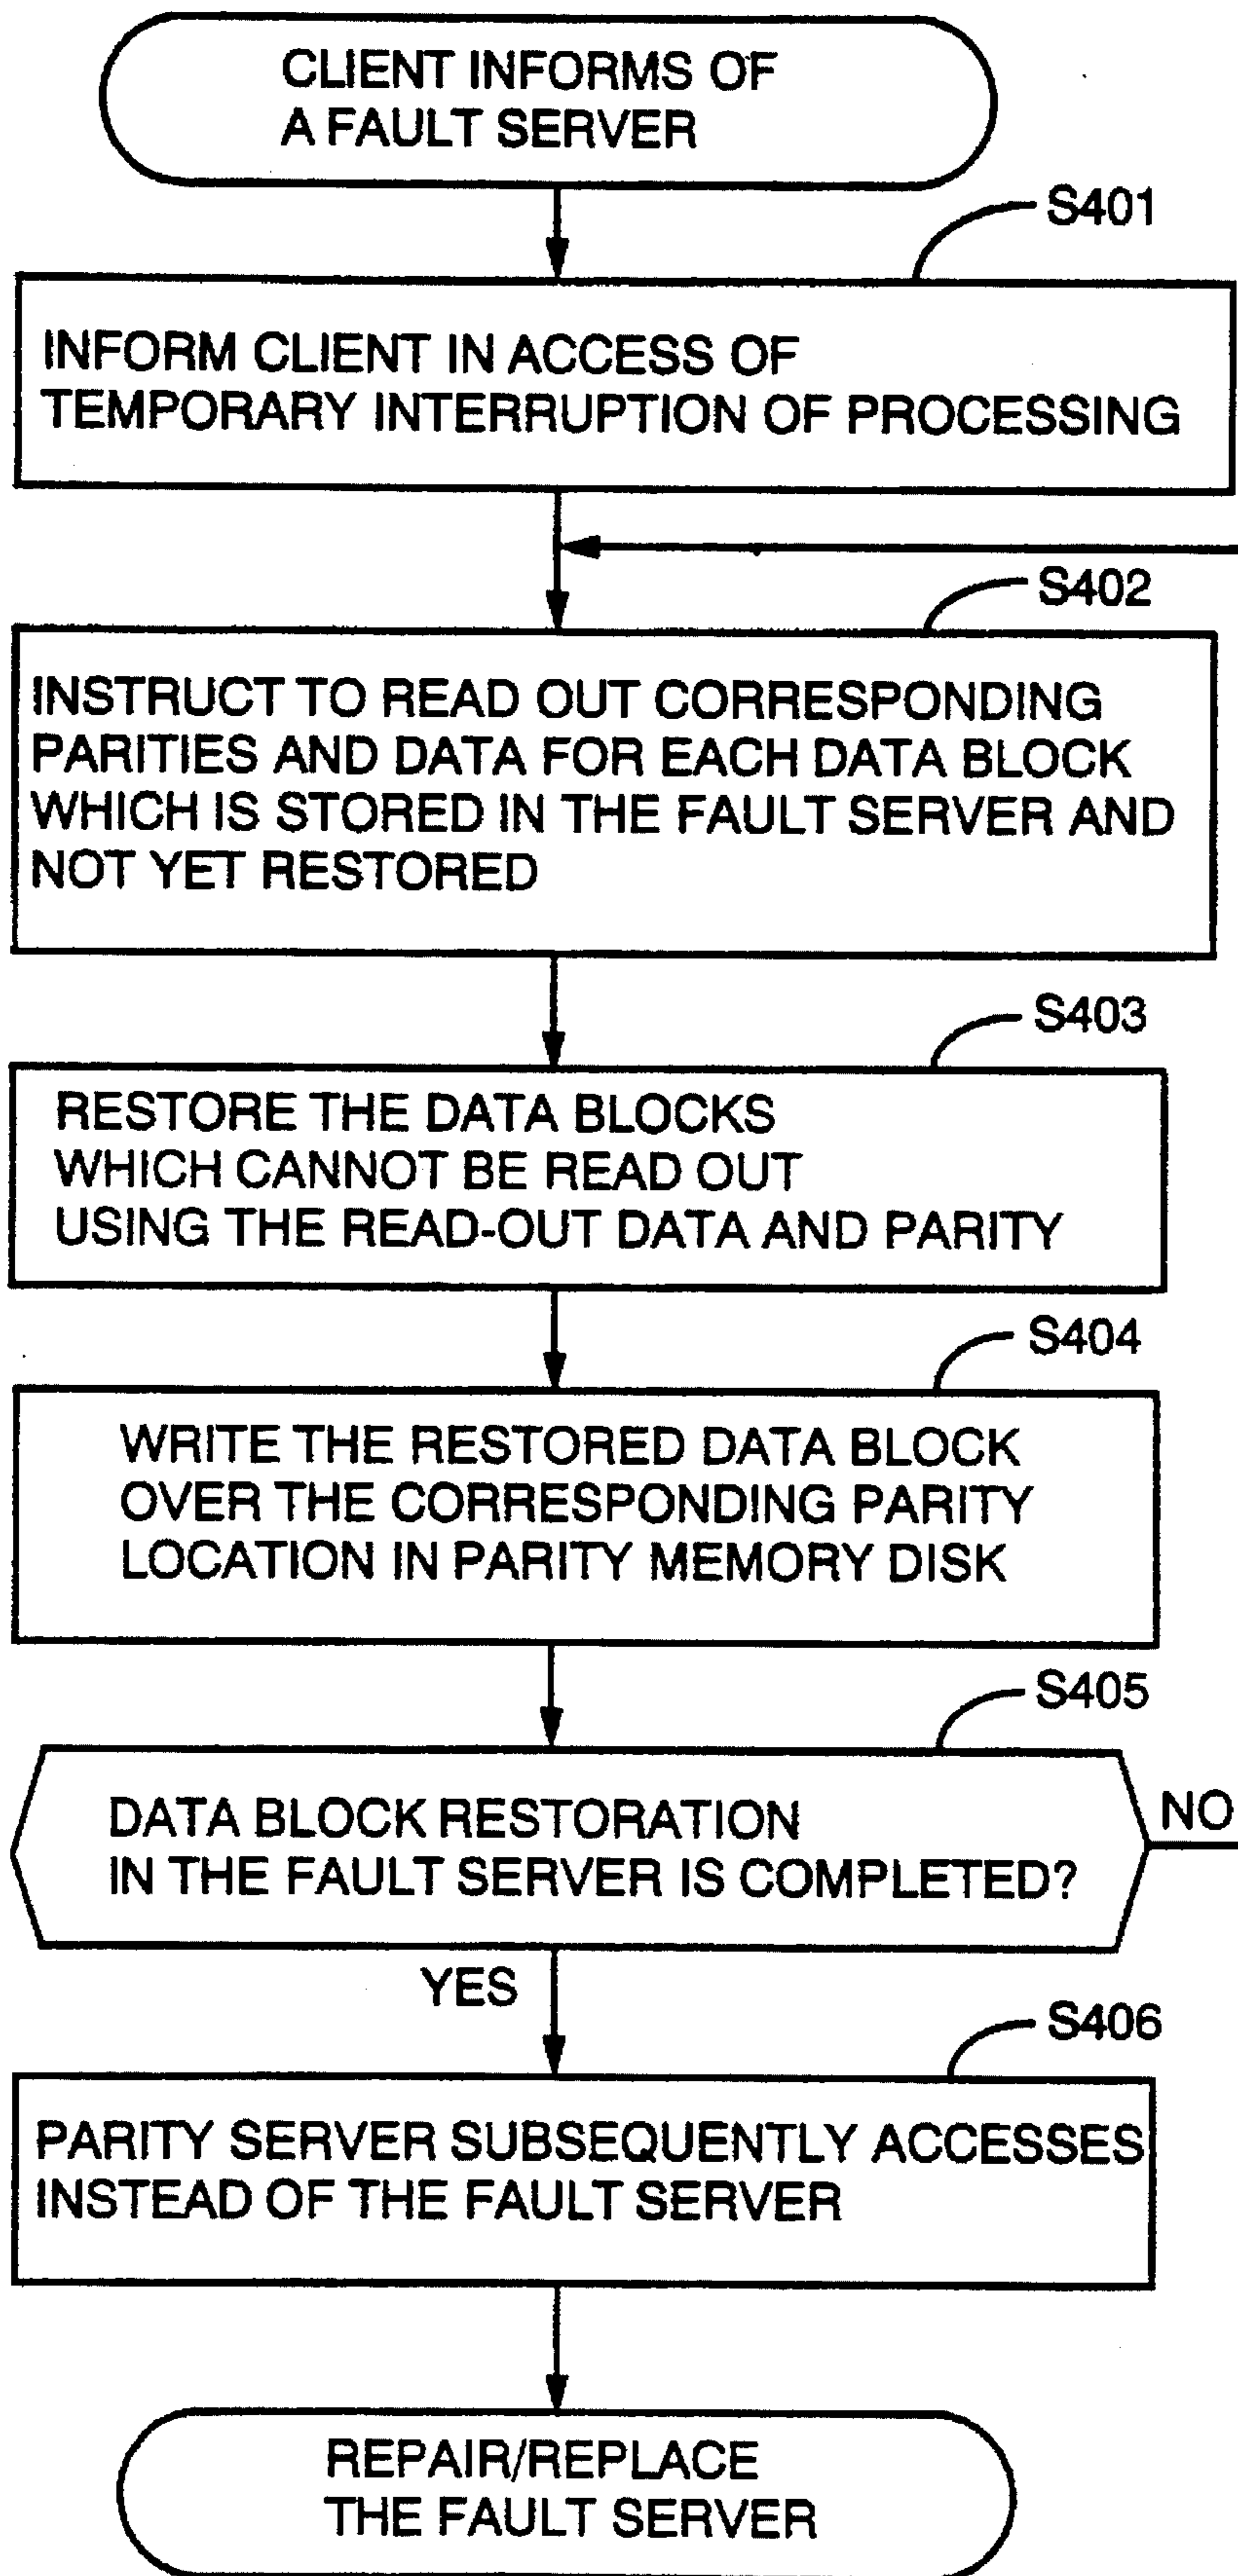 CLIENT INFORMS OF
A FAULT SERVER
S401
INFORM CLIENT IN ACCESS OF
TEMPORARY INTERRUPTION OF PROCESSING
S402
INSTRUCT TO READ OUT CORRESPONDING
PARITIES AND DATA FOR EACH DATA BLOCK
WHICH IS STORED IN THE FAULT SERVER AND
NOT YET RESTORED
S403
RESTORE THE DATA BLOCKS
WHICH CANNOT BE READ OUT
USING THE READ-OUT DATA AND PARITY
S404
WRITE THE RESTORED DATA BLOCK
OVER THE CORRESPONDING PARITY
LOCATION IN PARITY MEMORY DISK
S405
DATA BLOCK RESTORATION
IN THE FAULT SERVER IS COMPLETED?
NO
YES
S406
PARITY SERVER SUBSEQUENTLY ACCESSES
INSTEAD OF THE FAULT SERVER
REPAIR/REPLACE
THE FAULT SERVER